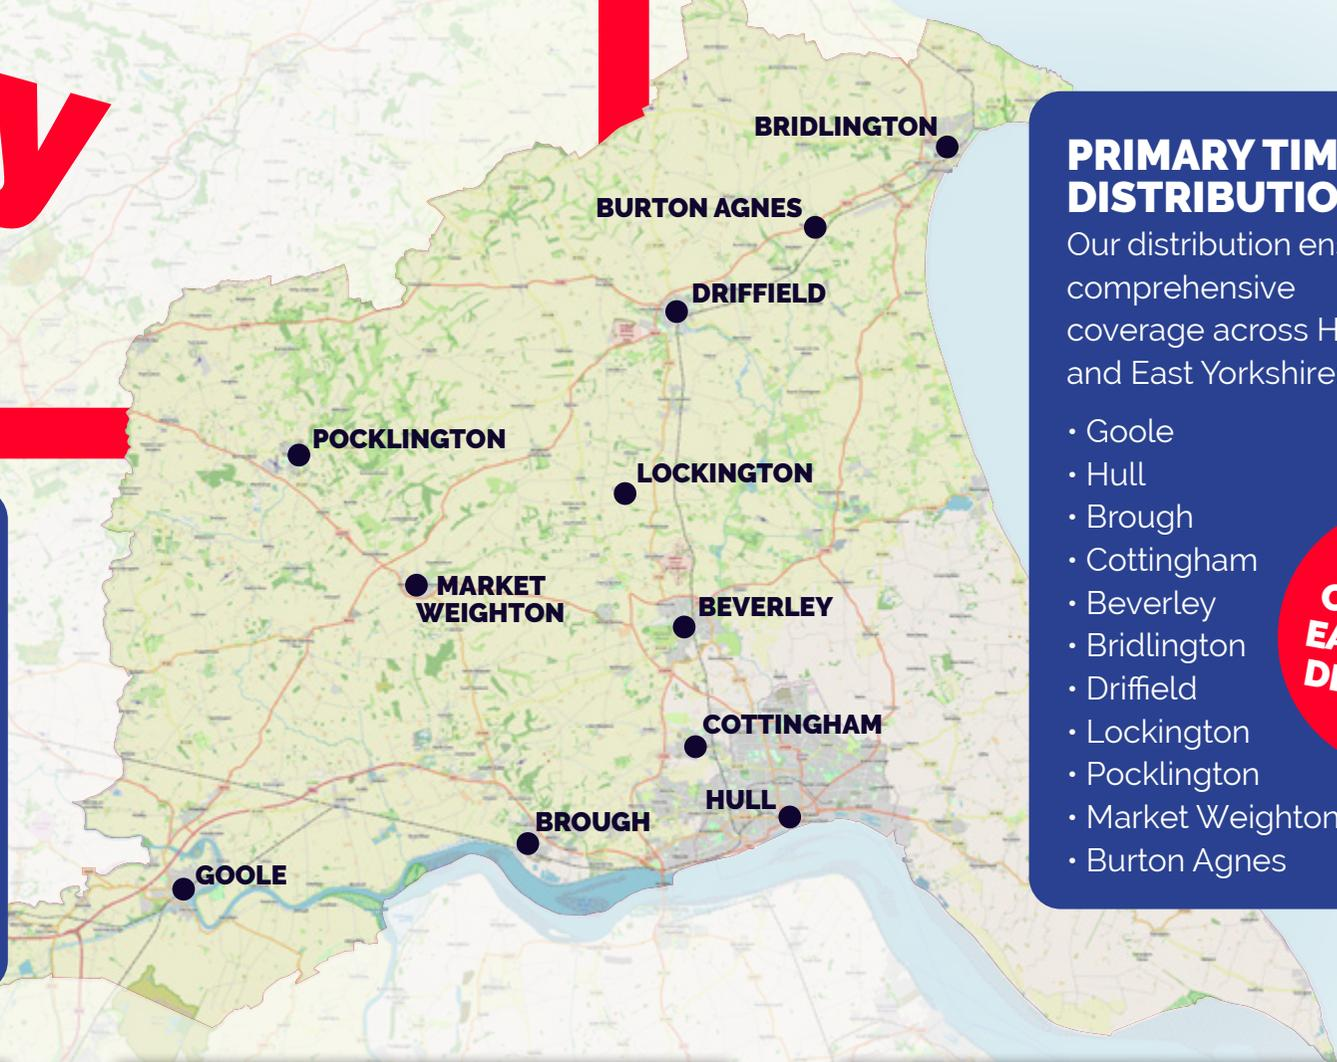 y
BRIDLINGTON
BURTON AGNES
DRIFFIELD
POCKLINGTON
LOCKINGTON
MARKET
WEIGHTON
BEVERLEY
COTTINGHAM
HULL
BROUGH
GOOLE
PRIMARY TIM
DISTRIBUTIO
Our distribution en
comprehensive
coverage across H
and East Yorkshire
• Goole
• Hull
• Brough
• Cottingham
• Beverley
• Bridlington
• Driffield
• Lockington
• Pocklington
• Market Weighton
• Burton Agnes